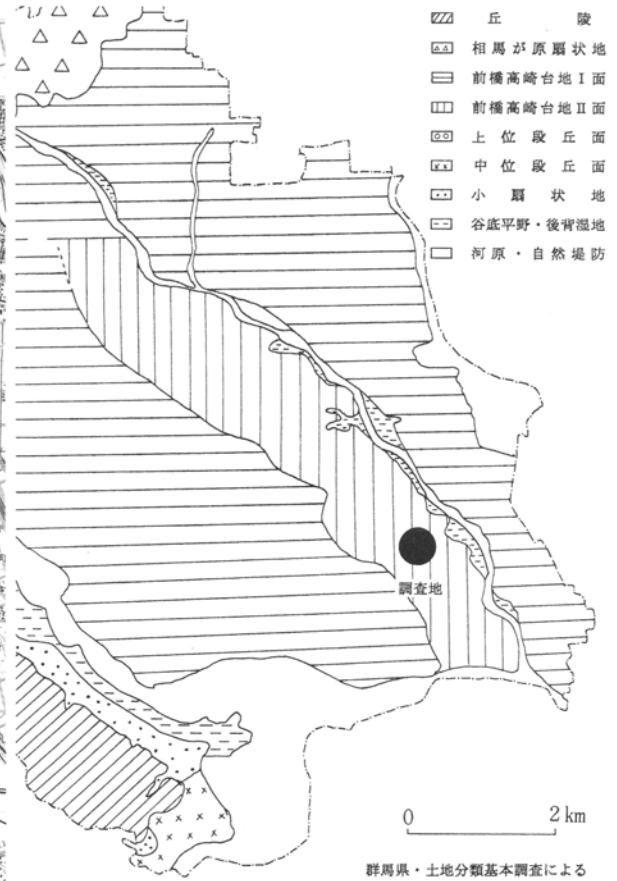 丘陵
相馬が原扇状地
前橋高崎台地Ⅰ面
前橋高崎台地Ⅱ面
上位段丘面
中位段丘面
小扇状地
谷底平野・後背湿地
河原・自然堤防
調査地
0 2km
群馬県・土地分類基本調査による